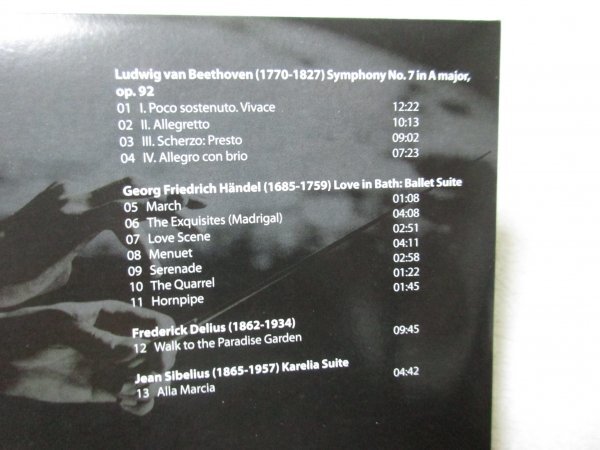 Ludwig van Beethoven (1770-1827) Symphony No. 7 in A major,
op. 92
01 I. Poco sostenuto. Vivace 12:22
02 II. Allegretto 10:13
03 III. Scherzo: Presto 09:02
04 IV. Allegro con brio 07:23
Georg Friedrich Händel (1685-1759) Love in Bath: Ballet Suite
05 March 01:08
06 The Exquisites (Madrigal) 04:08
07 Love Scene 02:51
08 Menuet 04:11
09 Serenade 02:58
10 The Quarrel 01:22
11 Hornpipe 01:45
Frederick Delius (1862-1934)
12 Walk to the Paradise Garden 09:45
Jean Sibelius (1865-1957) Karelia Suite
13 Alla Marcia 04:42